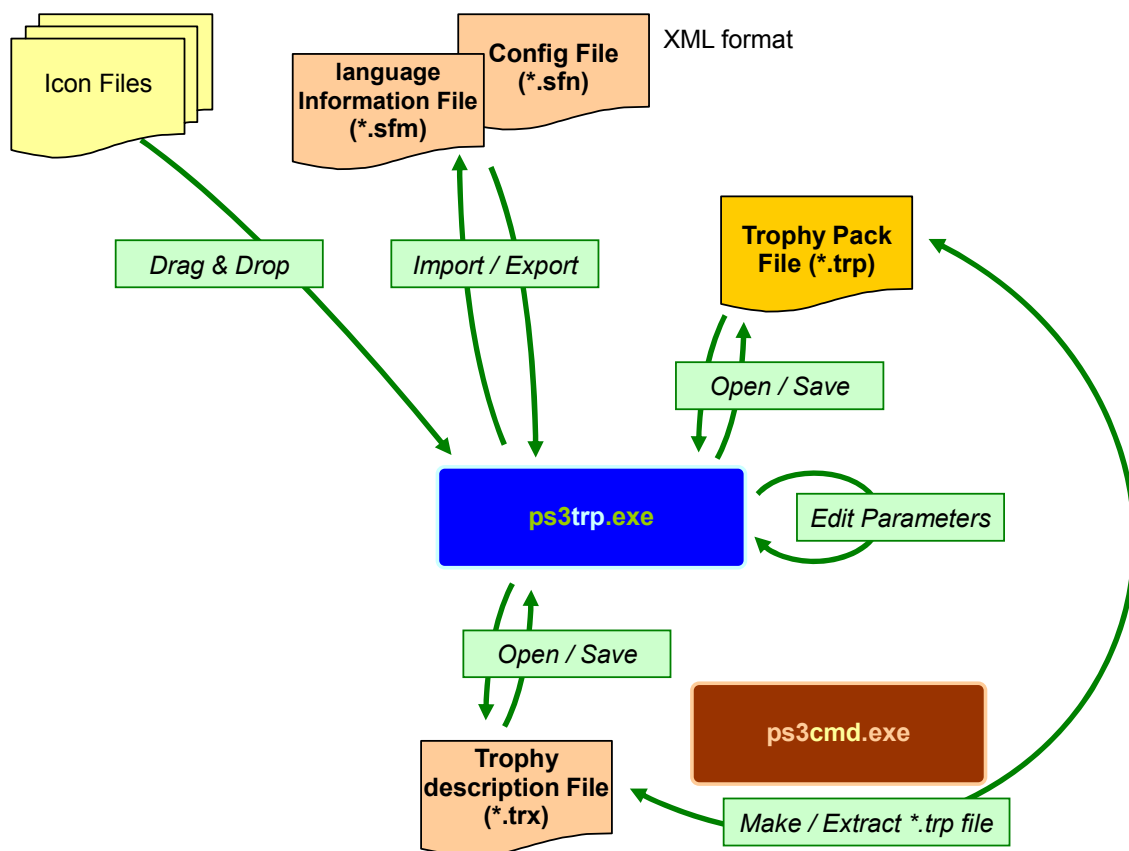 Icon Files
language
Information File
(*.sfm)
Config File
(*.sfn)
XML format
Drag & Drop
Import / Export
Trophy Pack
File (*.trp)
Open / Save
ps3trp.exe
Edit Parameters
Open / Save
ps3cmd.exe
Trophy
description File
(*.trx)
Make / Extract *.trp file